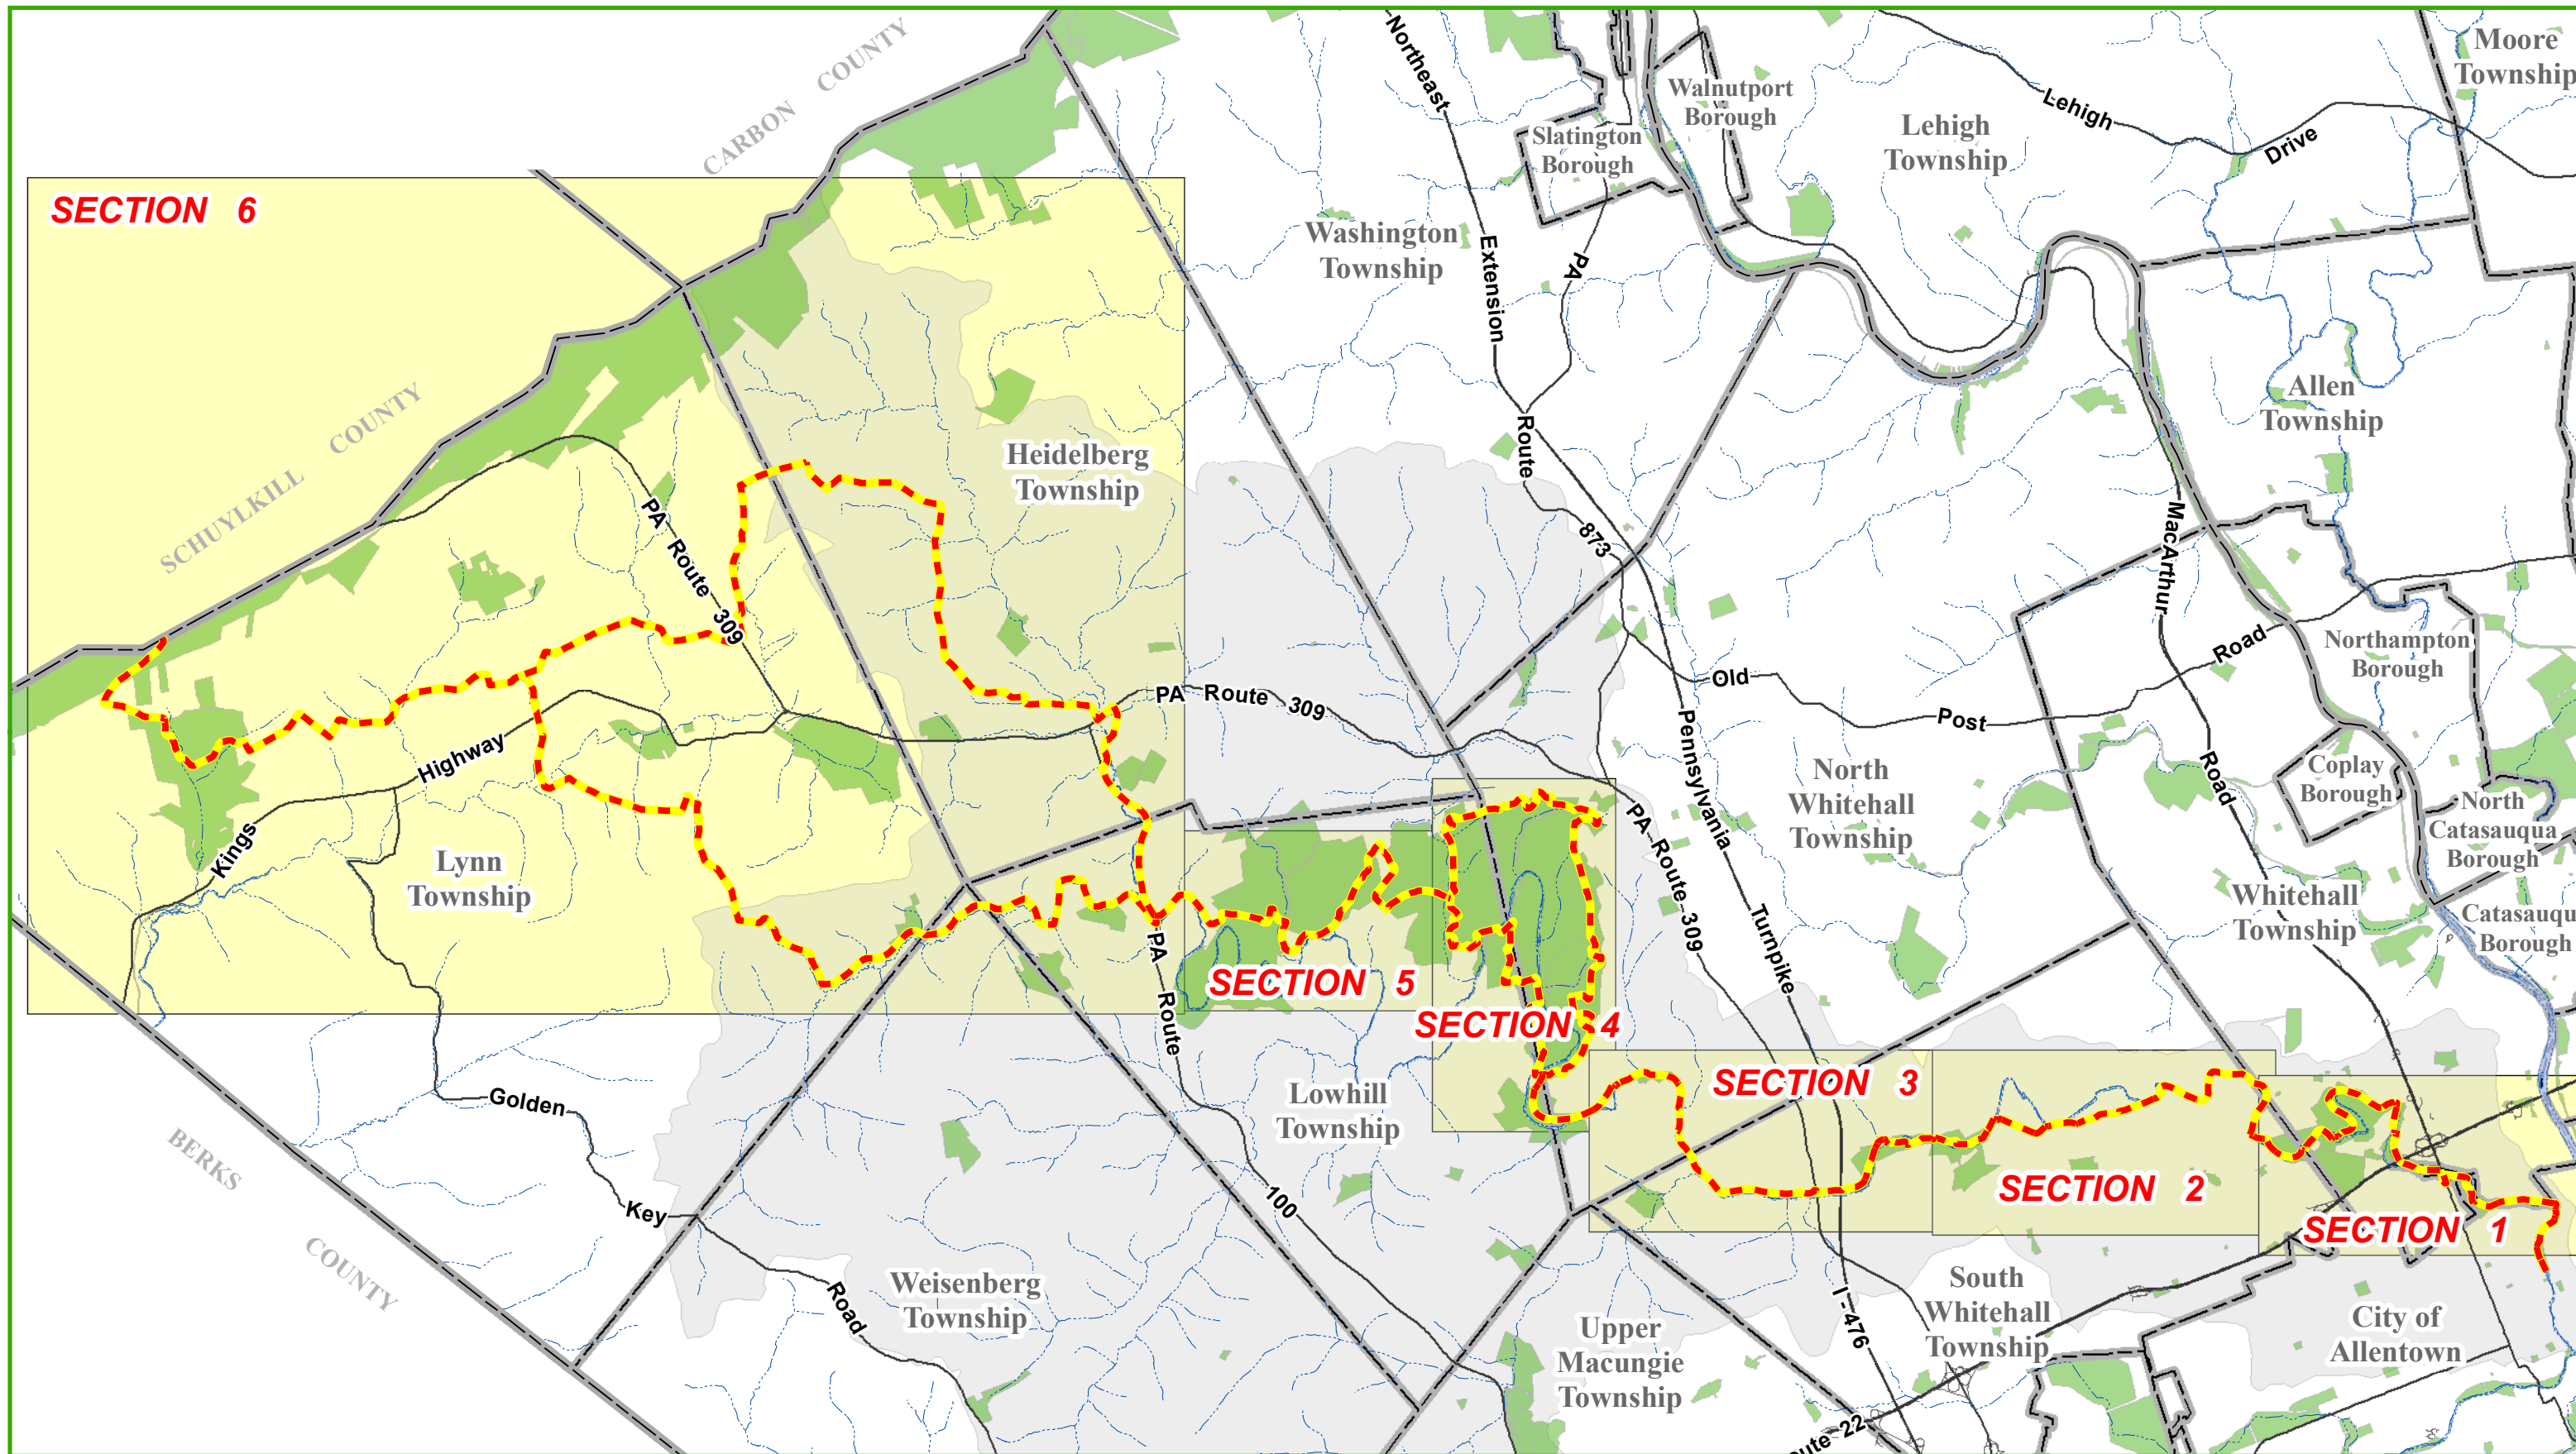 Moore
Township
CARBON COUNTY
Northeast
Extension
Walnutport
Borough
Slatington
Borough
Lehigh
Township
Lehigh
Drive
SECTION 6
Washington
Township
PA
Route
873
SCHUYLKILL COUNTY
Allen
Township
Heidelberg
Township
PA Route 309
MacArthur
Road
Northampton
Borough
Old
Post
Road
PA Route 309
Pennsylvania
Turnpike
Highway
Kings
North
Whitehall
Township
Coplay
Borough
North
Catasauqua
Borough
Lynn
Township
PA Route 309
Whitehall
Township
Catasauqu
Borough
PA
Route
100
SECTION 5
SECTION 4
SECTION 3
SECTION 2
SECTION 1
Lowhill
Township
Golden
Key
Road
BERKS
COUNTY
Weisenberg
Township
I-476
South
Whitehall
Township
City of
Allentown
Upper
Macungie
Township
oute 22